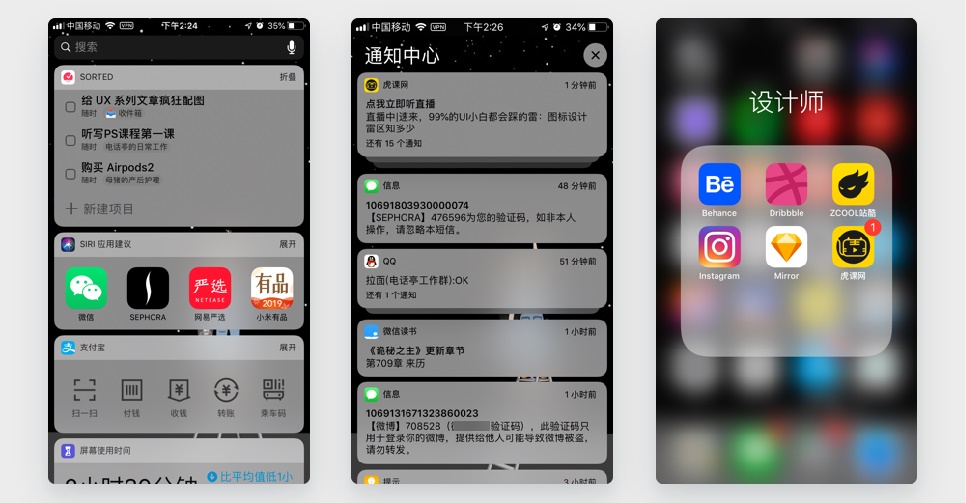 中国移动 VPN 下午2:24 35%
搜索
SORTED 折叠
给 UX 系列文章疯狂配图
随时 收件箱
听写PS课程第一课
随时 电话亭的日常工作
购买 Airpods2
随时 母猪的产后护理
新建项目
SIRI 应用建议 展开
严选
NETEASE
有品
2019
微信 SEPHCRA 网易严选 小米有品
支付宝 展开
扫一扫 付钱 收钱 转账 乘车码
屏幕使用时间
比平均值低1小
中国移动 VPN 下午2:26 34%
通知中心
虎课网 1 分钟前
点我立即听直播
直播中|速来，99%的UI小白都会踩的雷：图标设计
雷区知多少
还有 15 个通知
信息 48 分钟前
10691803930000074
【SEPHCRA】476596为您的验证码，如非本人
操作，请忽略本短信。
QQ 51 分钟前
拉面(电话亭工作群):OK
还有 1 个通知
微信读书 1 小时前
《诡秘之主》更新章节
第709章 来历
信息 1 小时前
1069131571323860023
【微博】708523（ 验证码），此验证码只
用于登录你的微博，提供给他人可能导致微博被盗，
请勿转发，
提示 3 小时前
设计师
Bē
Behance Dribbble ZCOOL站酷
1
Instagram Mirror 虎课网